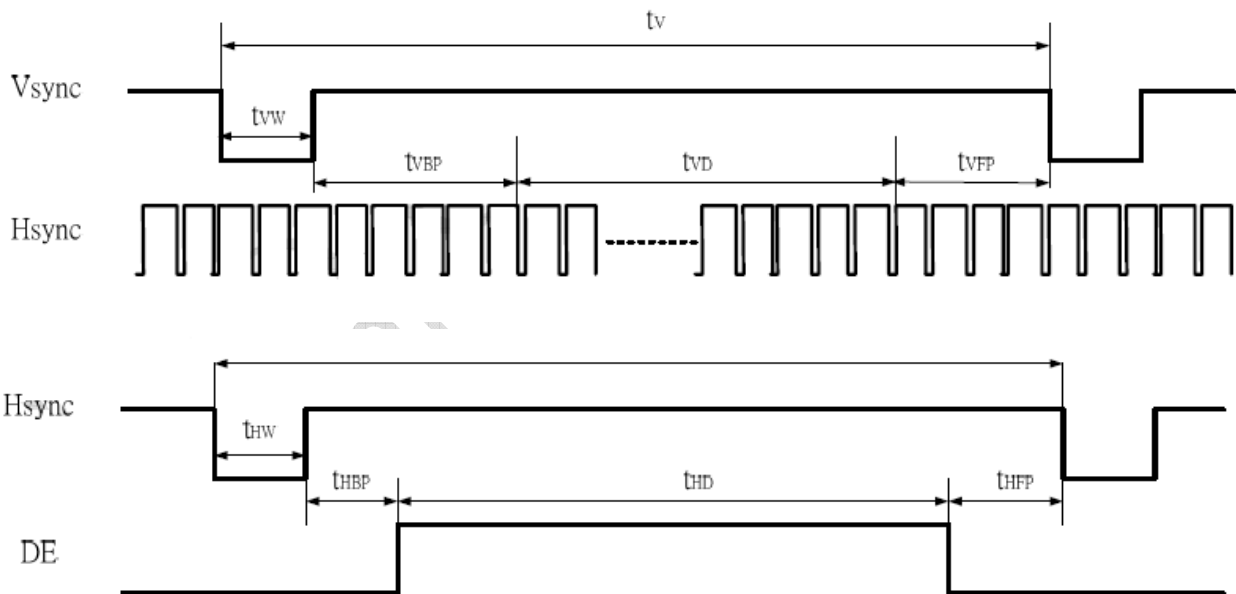 tV
Vsync
tVW
tVBP
tVD
tVFP
Hsync
Hsync
tHW
tHBP
tHD
tHFP
DE